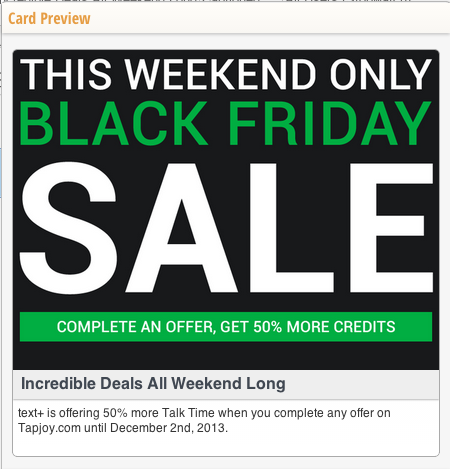 Card Preview
THIS WEEKEND ONLY
BLACK FRIDAY
SALE
COMPLETE AN OFFER, GET 50% MORE CREDITS
Incredible Deals All Weekend Long
text+ is offering 50% more Talk Time when you complete any offer on
Tapjoy.com until December 2nd, 2013.